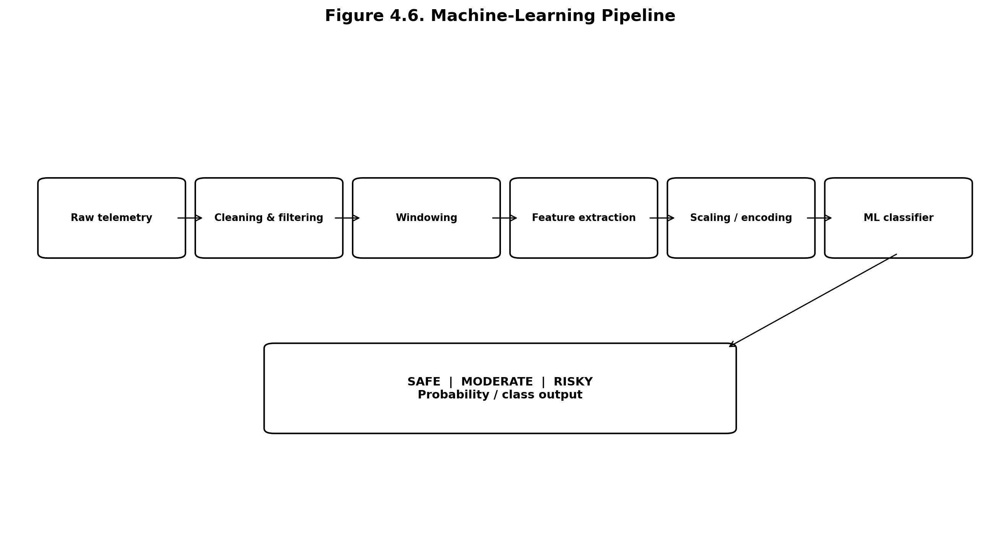 Figure 4.6. Machine-Learning Pipeline
Raw telemetry
Cleaning & filtering
Windowing
Feature extraction
Scaling / encoding
ML classifier
SAFE | MODERATE | RISKY
Probability / class output